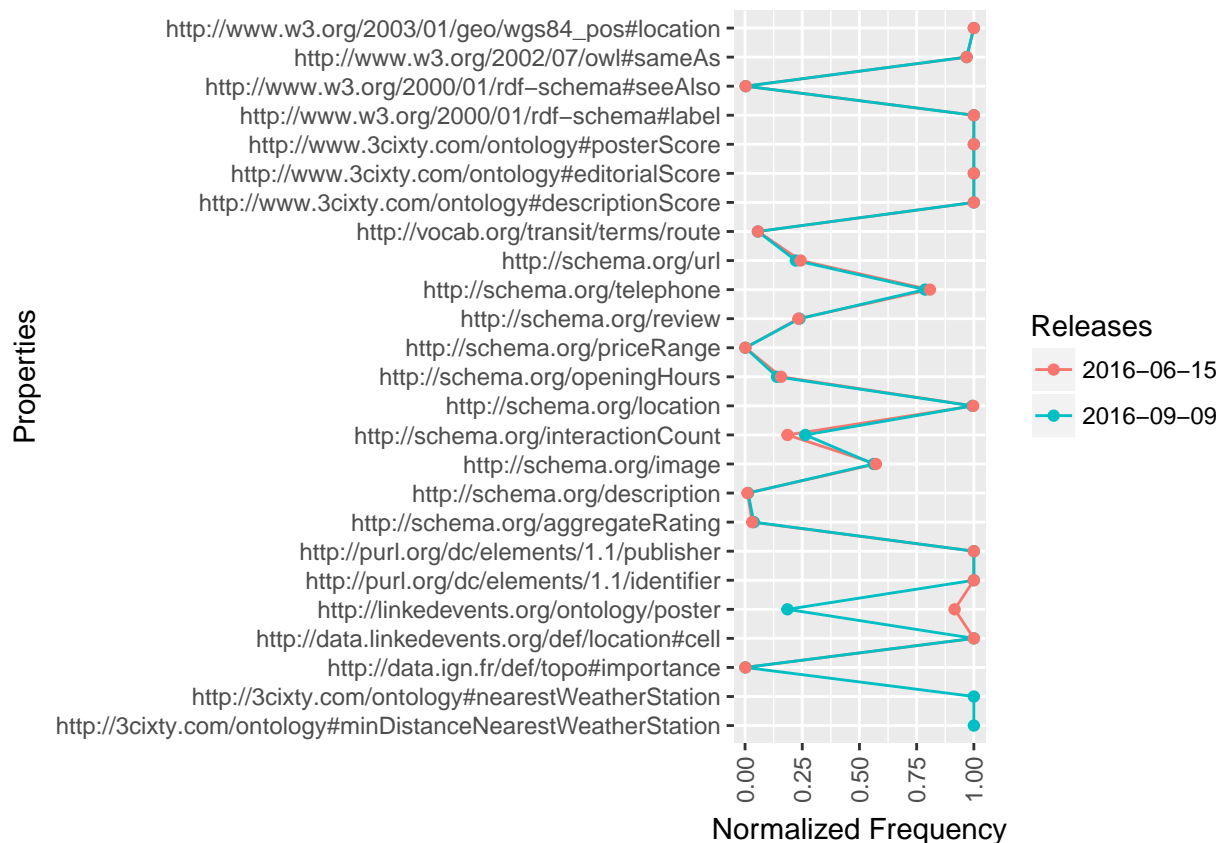 http://www.w3.org/2003/01/geo/wgs84_pos#location
http://www.w3.org/2002/07/owl#sameAs
http://www.w3.org/2000/01/rdf−schema#seeAlso
http://www.w3.org/2000/01/rdf−schema#label
http://www.3cixty.com/ontology#posterScore
http://www.3cixty.com/ontology#editorialScore
http://www.3cixty.com/ontology#descriptionScore
http://vocab.org/transit/terms/route
http://schema.org/url
http://schema.org/telephone
http://schema.org/review
http://schema.org/priceRange
http://schema.org/openingHours
http://schema.org/location
http://schema.org/interactionCount
http://schema.org/image
http://schema.org/description
http://schema.org/aggregateRating
http://purl.org/dc/elements/1.1/publisher
http://purl.org/dc/elements/1.1/identifier
http://linkedevents.org/ontology/poster
http://data.linkedevents.org/def/location#cell
http://data.ign.fr/def/topo#importance
http://3cixty.com/ontology#nearestWeatherStation
http://3cixty.com/ontology#minDistanceNearestWeatherStation
Properties
0.00
0.25
0.50
0.75
1.00
Normalized Frequency
Releases
2016−06−15
2016−09−09